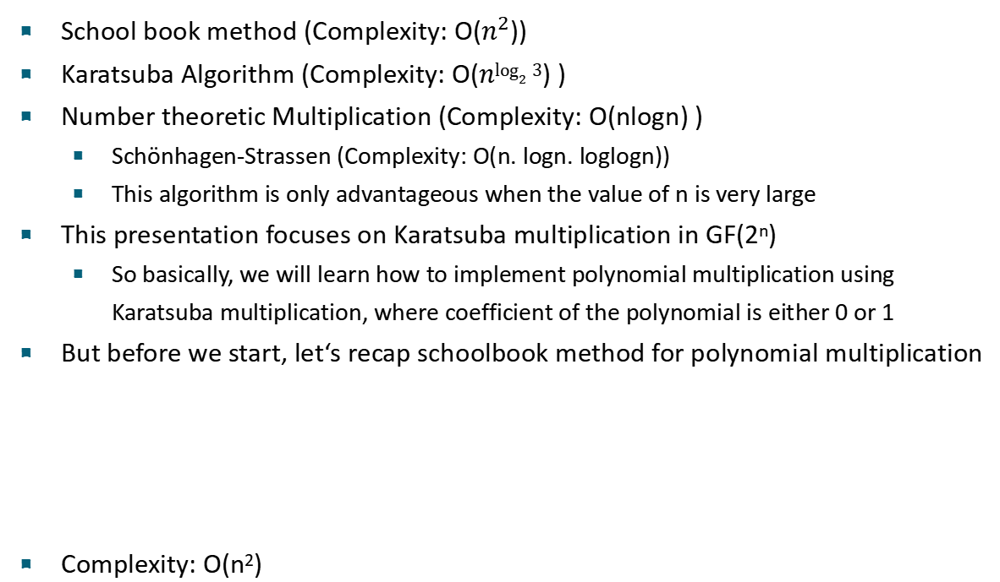 School book method (Complexity: O(n²))
Karatsuba Algorithm (Complexity: O(n^log₂ 3) )
Number theoretic Multiplication (Complexity: O(nlogn) )
Schönhagen-Strassen (Complexity: O(n. logn. loglogn))
This algorithm is only advantageous when the value of n is very large
This presentation focuses on Karatsuba multiplication in GF(2ⁿ)
So basically, we will learn how to implement polynomial multiplication using
Karatsuba multiplication, where coefficient of the polynomial is either 0 or 1
But before we start, let‘s recap schoolbook method for polynomial multiplication
Complexity: O(n²)